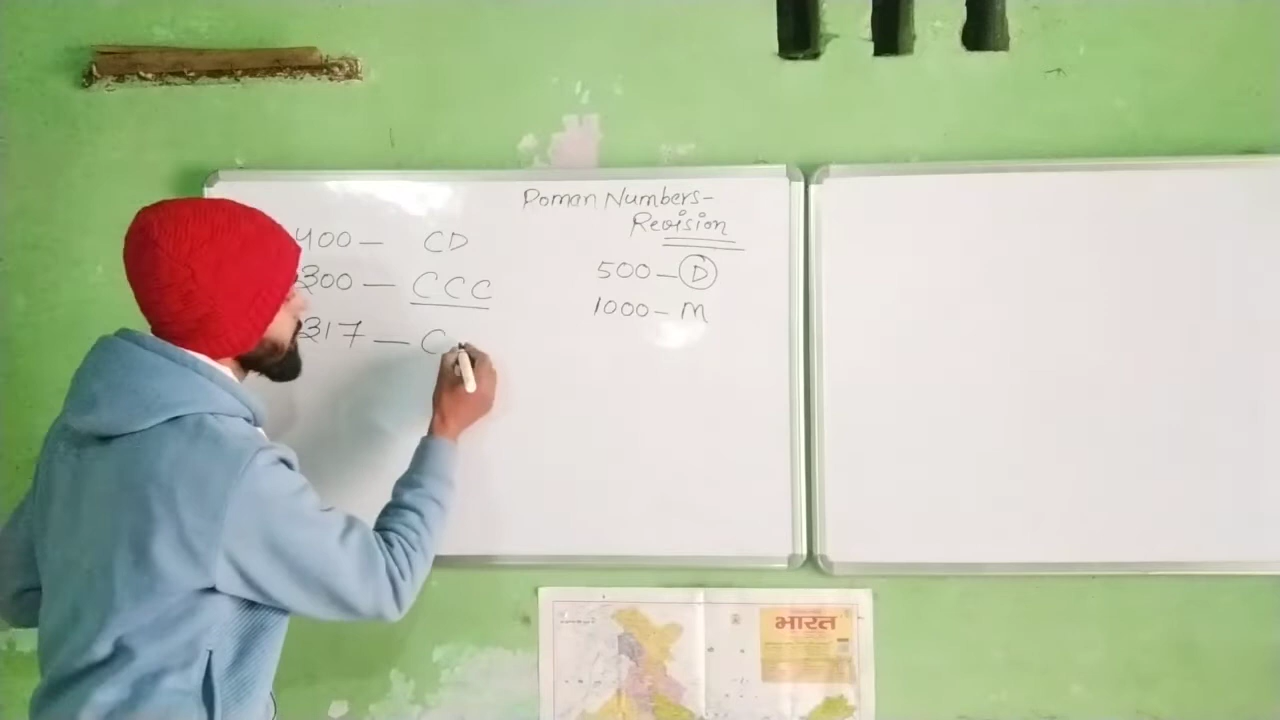 Roman Numbers-
Revision
400 — CD
300 — CCC
317 — C
500 — D
1000 — M
भारत